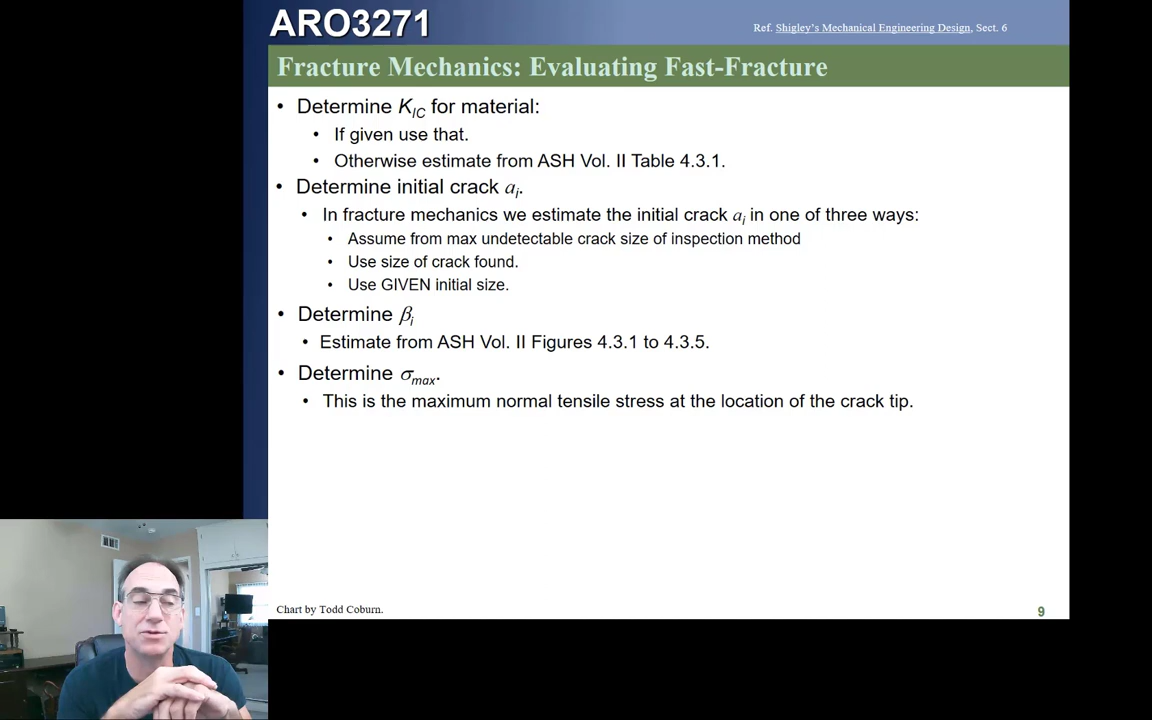 ARO3271
Ref. Shigley's Mechanical Engineering Design, Sect. 6
Fracture Mechanics: Evaluating Fast-Fracture
• Determine KIC for material:
• If given use that.
• Otherwise estimate from ASH Vol. II Table 4.3.1.
• Determine initial crack ai.
• In fracture mechanics we estimate the initial crack ai in one of three ways:
• Assume from max undetectable crack size of inspection method
• Use size of crack found.
• Use GIVEN initial size.
• Determine βi
• Estimate from ASH Vol. II Figures 4.3.1 to 4.3.5.
• Determine σmax.
• This is the maximum normal tensile stress at the location of the crack tip.
Chart by Todd Coburn.
9